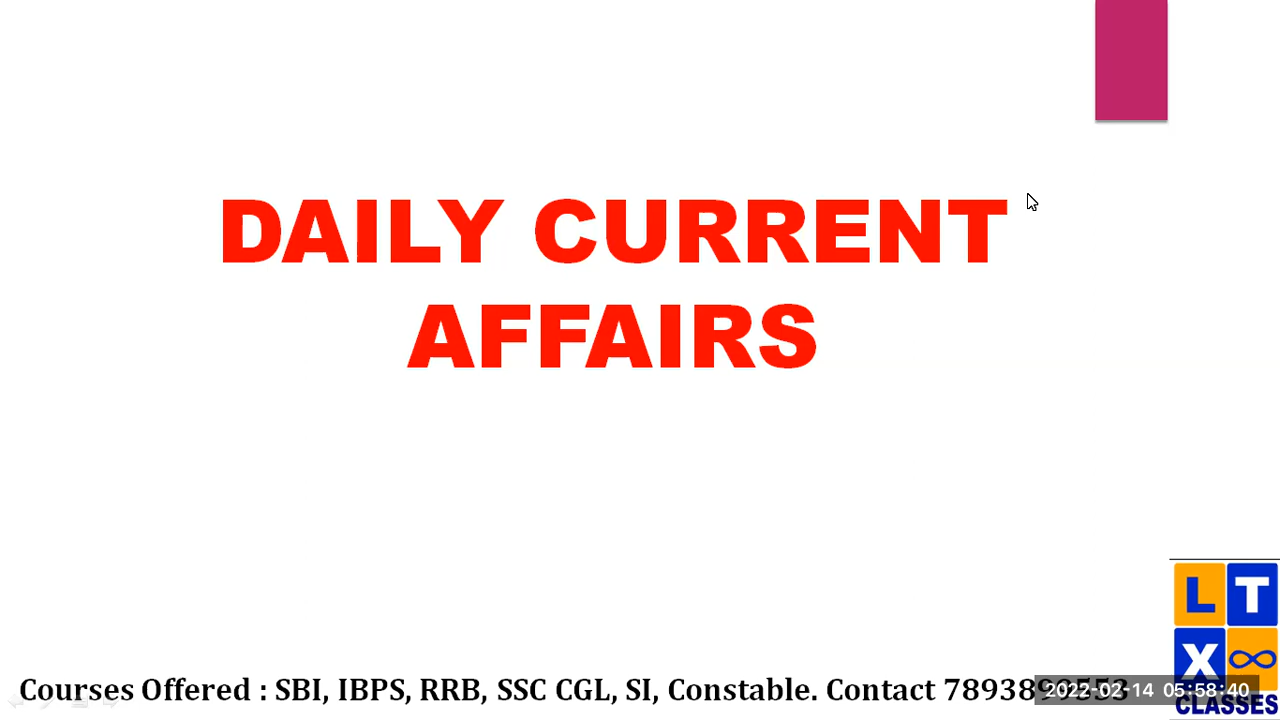 DAILY CURRENT
AFFAIRS
L T
X ∞
CLASSES
Courses Offered : SBI, IBPS, RRB, SSC CGL, SI, Constable. Contact
2022-02-14 05:58:40